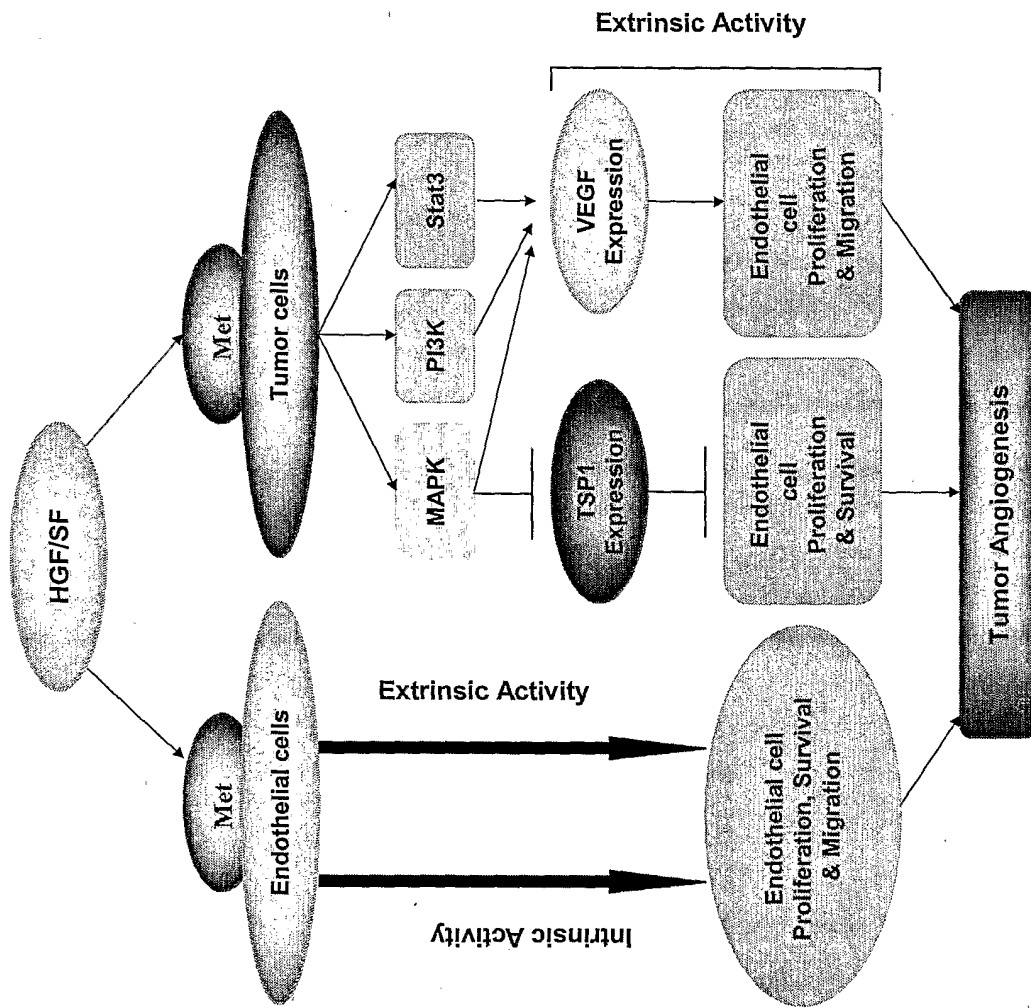 HGF/SF
Met
Endothelial cells
Met
Tumor cells
MAPK
PI3K
Stat3
Extrinsic Activity
Intrinsic Activity
Extrinsic Activity
TSP1
Expression
VEGF
Expression
Endothelial cell
Proliferation, Survival
& Migration
Endothelial
cell
Proliferation
& Survival
Endothelial
cell
Proliferation
& Migration
Tumor Angiogenesis